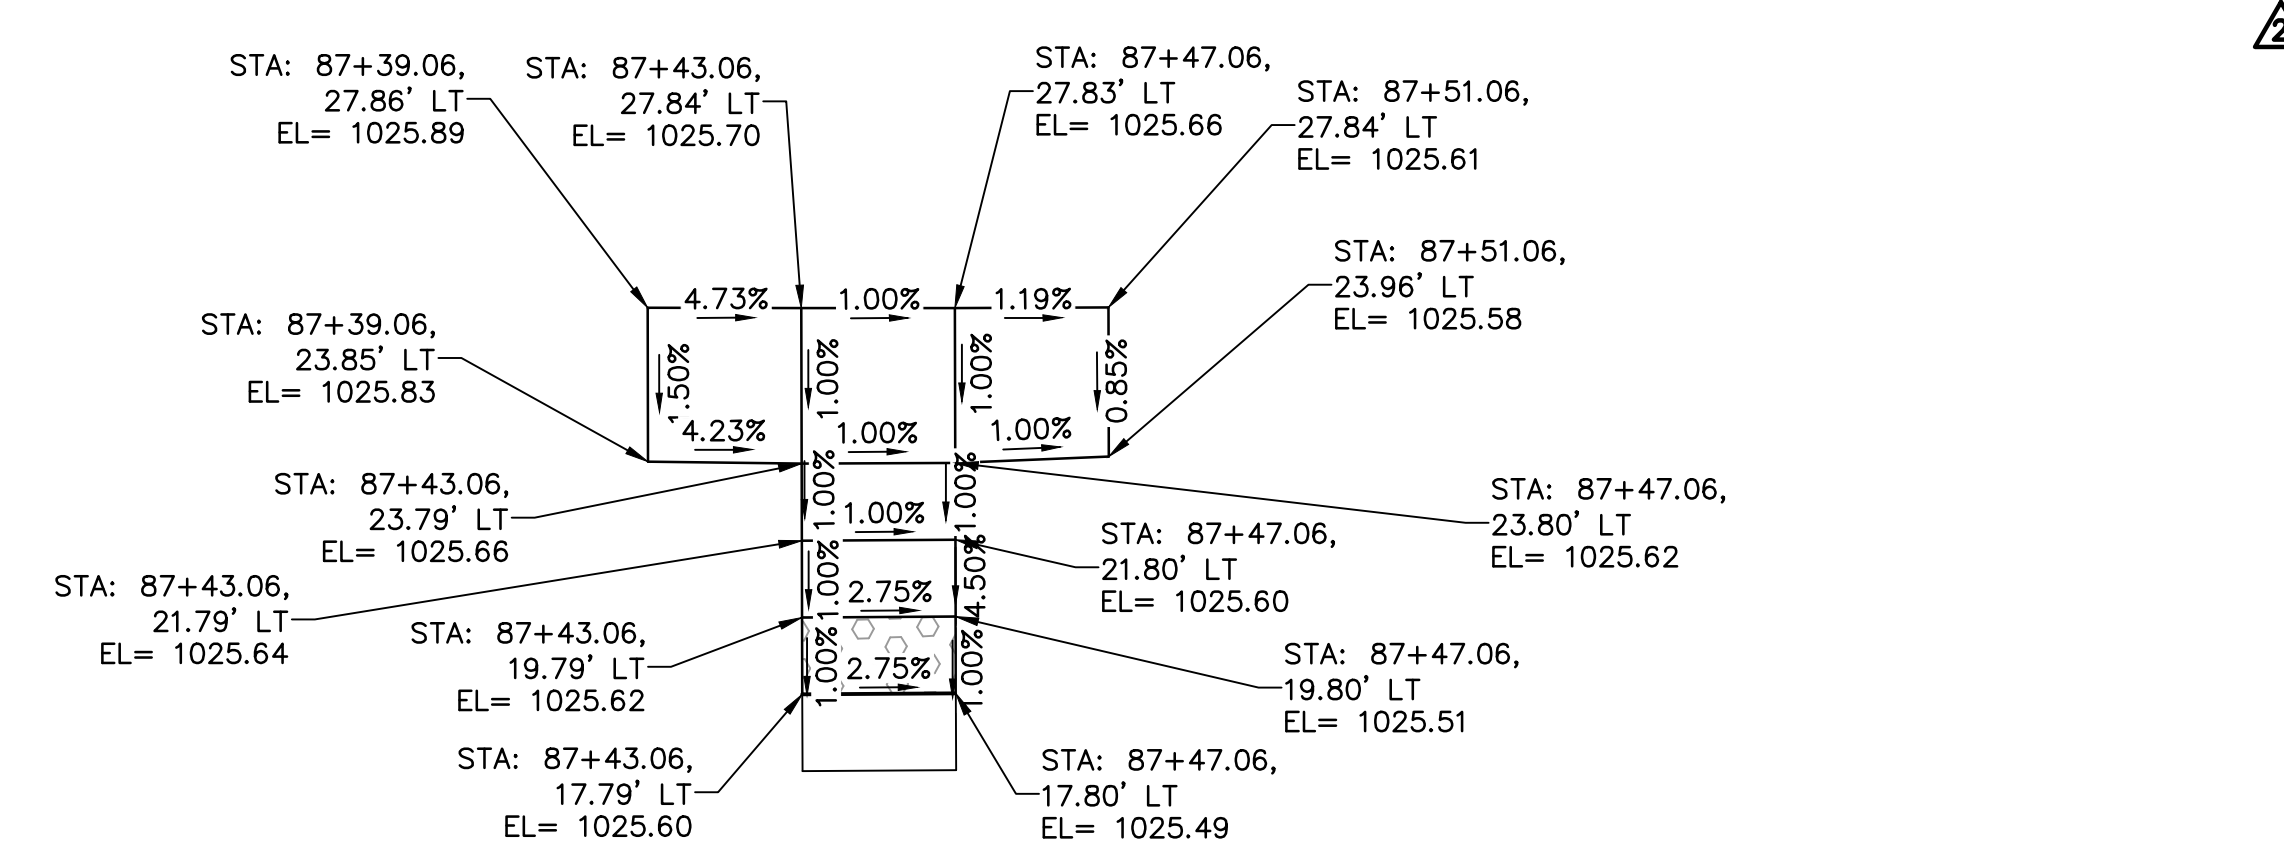 2
STA: 87+39.06,
27.86' LT
EL= 1025.89
STA: 87+43.06,
27.84' LT
EL= 1025.70
STA: 87+47.06,
27.83' LT
EL= 1025.66
STA: 87+51.06,
27.84' LT
EL= 1025.61
STA: 87+51.06,
23.96' LT
EL= 1025.58
4.73%
1.00%
1.19%
STA: 87+39.06,
23.85' LT
EL= 1025.83
1.50%
1.00%
1.00%
0.85%
4.23%
1.00%
1.00%
STA: 87+43.06,
23.79' LT
EL= 1025.66
1.00%
1.00%
1.00%
STA: 87+47.06,
23.80' LT
EL= 1025.62
STA: 87+47.06,
21.80' LT
EL= 1025.60
STA: 87+43.06,
21.79' LT
EL= 1025.64
1.00%
4.50%
2.75%
STA: 87+43.06,
19.79' LT
EL= 1025.62
1.00%
1.00%
2.75%
STA: 87+47.06,
19.80' LT
EL= 1025.51
STA: 87+43.06,
17.79' LT
EL= 1025.60
STA: 87+47.06,
17.80' LT
EL= 1025.49